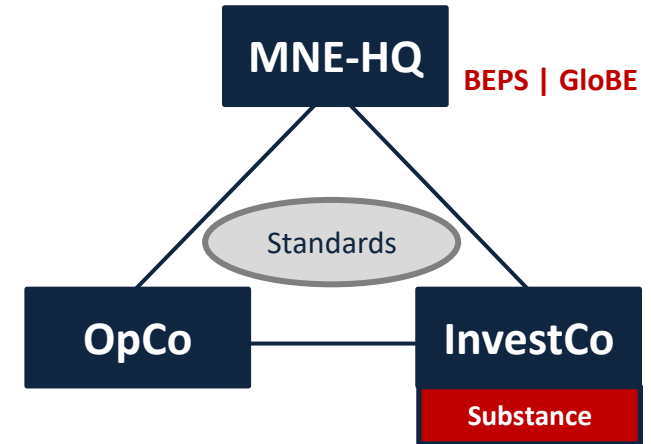 MNE-HQ
BEPS | GloBE
Standards
OpCo
InvestCo
Substance